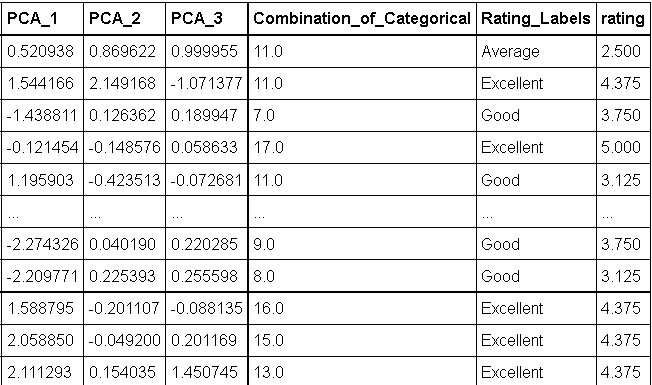 PCA_1 PCA_2 PCA_3 Combination_of_Categorical Rating_Labels rating
0.520938 0.869622 0.999955 11.0 Average 2.500
1.544166 2.149168 -1.071377 11.0 Excellent 4.375
-1.438811 0.126362 0.189947 7.0 Good 3.750
-0.121454 -0.148576 0.058633 17.0 Excellent 5.000
1.195903 -0.423513 -0.072681 11.0 Good 3.125
... ... ... ... ... ...
-2.274326 0.040190 0.220285 9.0 Good 3.750
-2.209771 0.225393 0.255598 8.0 Good 3.125
1.588795 -0.201107 -0.088135 16.0 Excellent 4.375
2.058850 -0.049200 0.201169 15.0 Excellent 4.375
2.111293 0.154035 1.450745 13.0 Excellent 4.375